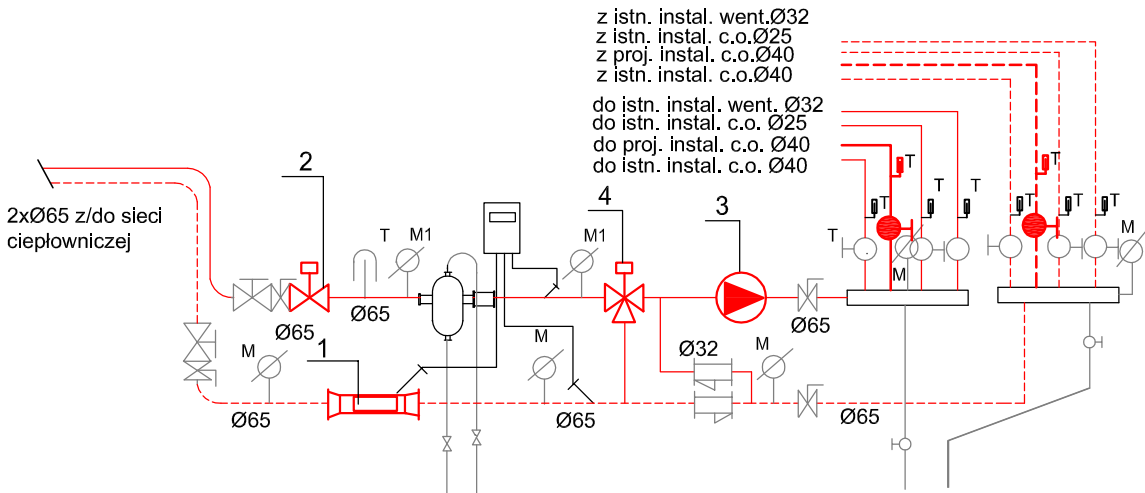 z istn. instal. went.Ø32
z istn. instal. c.o.Ø25
z proj. instal. c.o.Ø40
z istn. instal. c.o.Ø40
do istn. instal. went. Ø32
do istn. instal. c.o. Ø25
do proj. instal. c.o. Ø40
do istn. instal. c.o. Ø40
2xØ65 z/do sieci
ciepłowniczej
2
T
M1
M1
4
3
T
T
T
T
T
M
T
T
T
T
M
Ø65
Ø65
Ø65
M
1
M
Ø32
M
Ø65
Ø65
Ø65